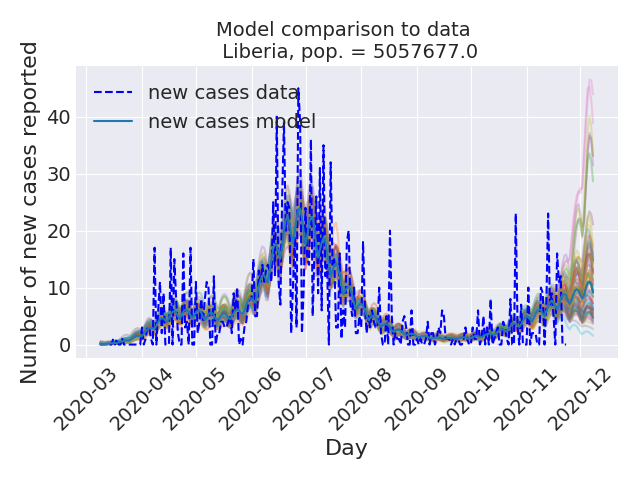 Model comparison to data
Liberia, pop. = 5057677.0
Number of new cases reported
new cases data
new cases model
40
30
20
10
0
2020-03
2020-04
2020-05
2020-06
2020-07
2020-08
2020-09
2020-10
2020-11
2020-12
Day